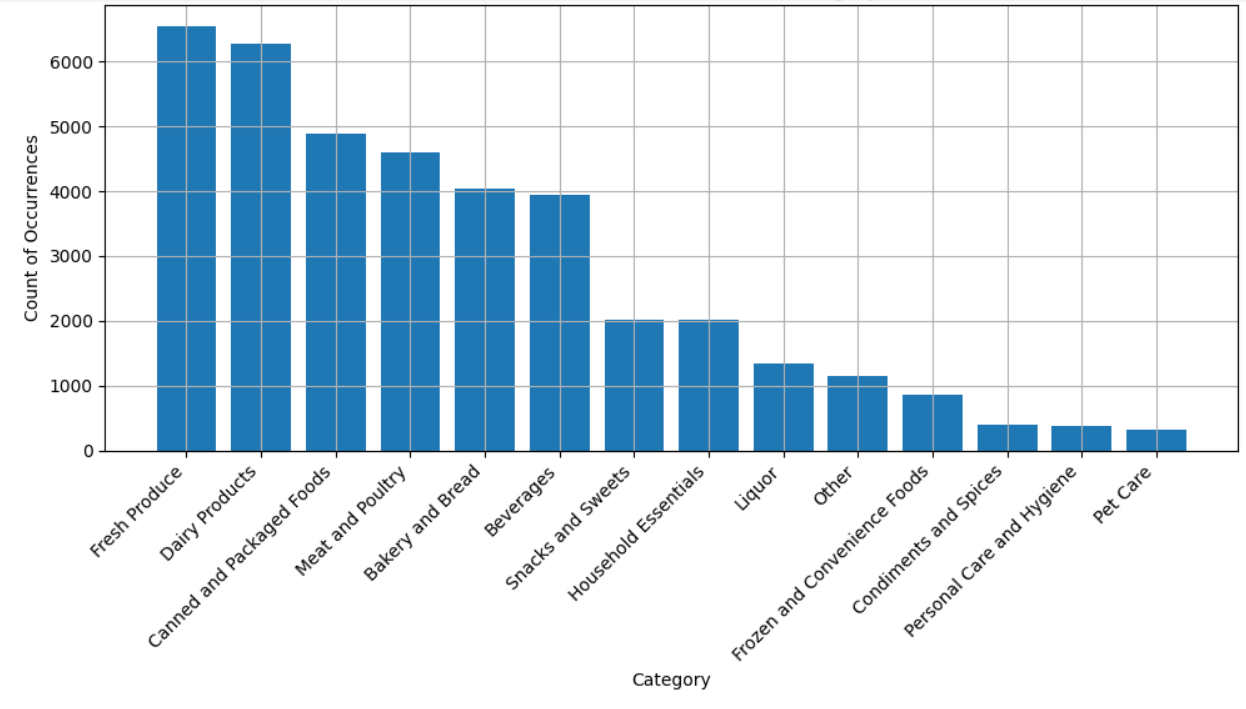 6000
5000
4000
3000
2000
1000
0
Count of Occurrences
Fresh Produce
Dairy Products
Canned and Packaged Foods
Meat and Poultry
Bakery and Bread
Beverages
Snacks and Sweets
Household Essentials
Liquor
Other
Frozen and Convenience Foods
Condiments and Spices
Personal Care and Hygiene
Pet Care
Category